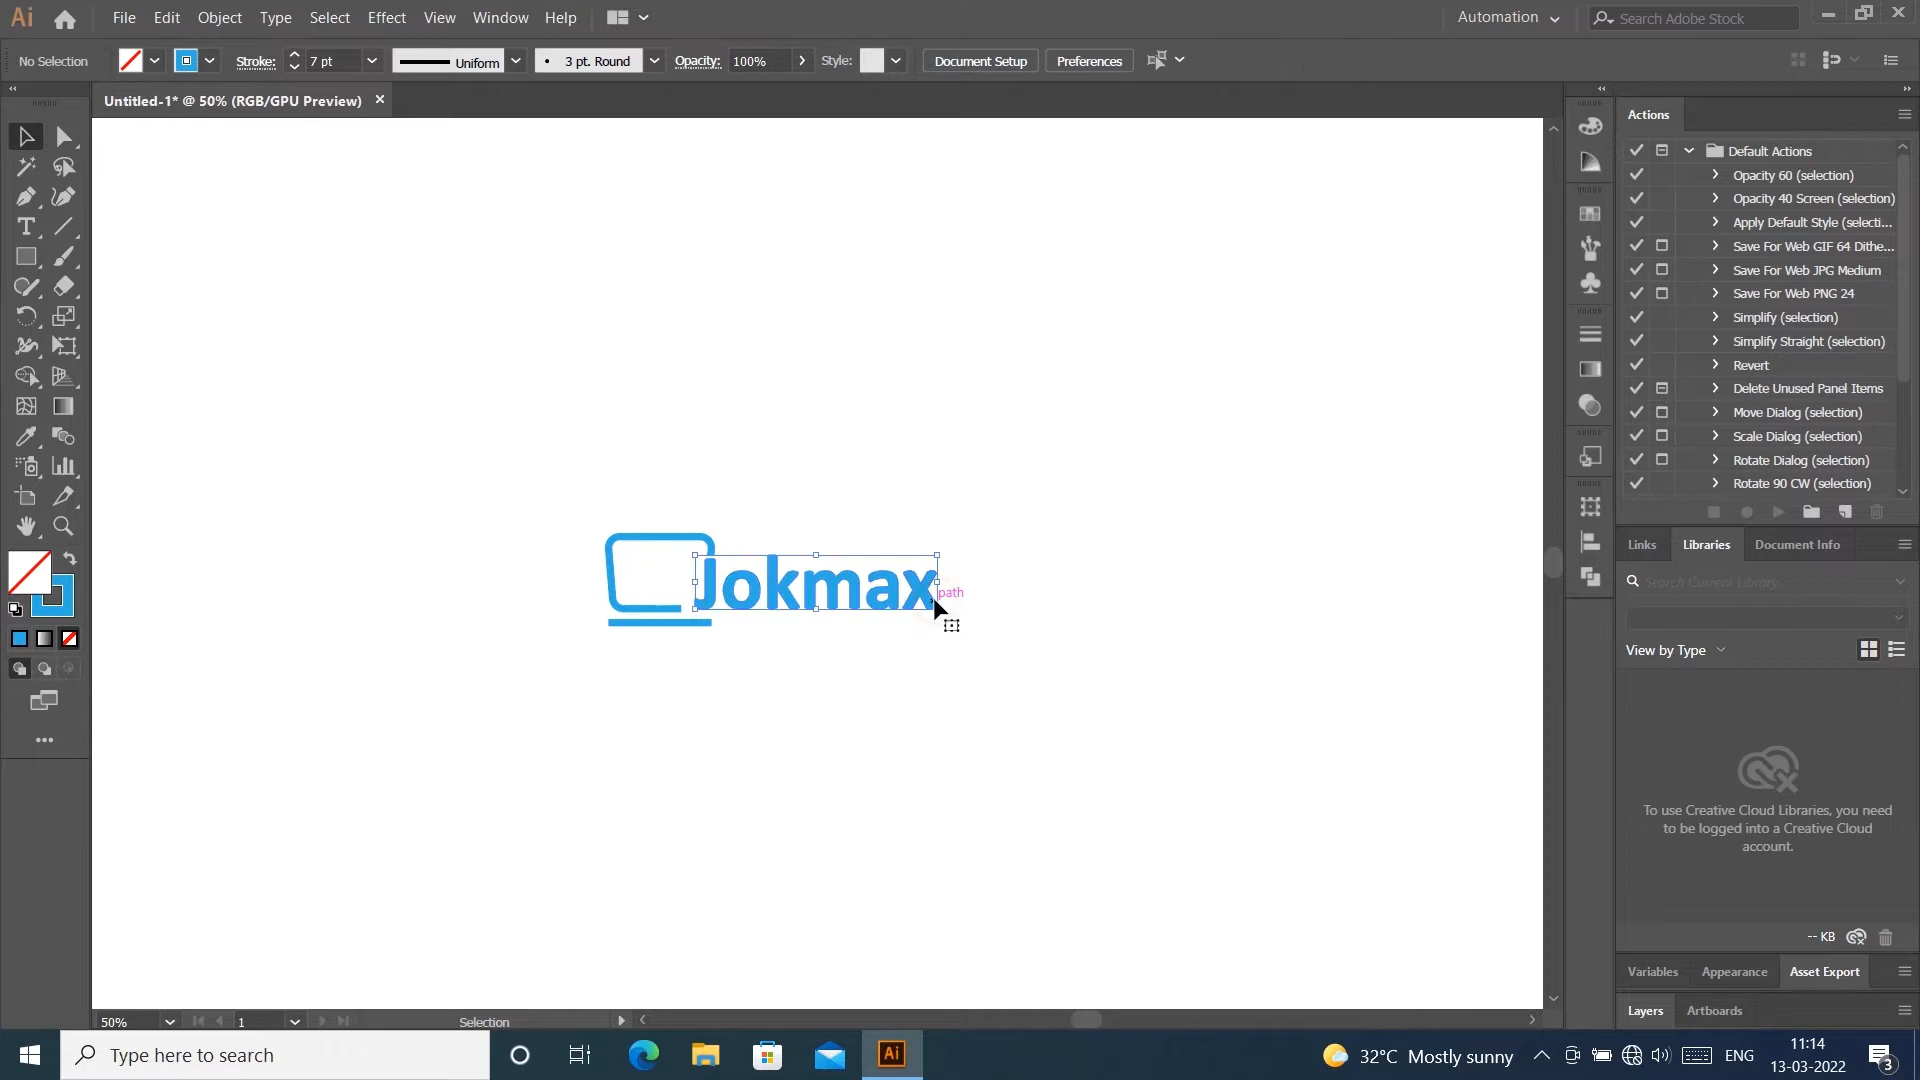 Ai File Edit Object Type Select Effect View Window Help Automation Search Adobe Stock
No Selection Stroke: 7 pt Uniform 3 pt. Round Opacity: 100% Style: Document Setup Preferences
Untitled-1* @ 50% (RGB/GPU Preview)
Actions
Default Actions
Opacity 60 (selection)
Opacity 40 Screen (selection)
Apply Default Style (selecti...
Save For Web GIF 64 Dithe...
Save For Web JPG Medium
Save For Web PNG 24
Simplify (selection)
Simplify Straight (selection)
Revert
Delete Unused Panel Items
Move Dialog (selection)
Scale Dialog (selection)
Rotate Dialog (selection)
Rotate 90 CW (selection)
Jokmax
path
Links Libraries Document Info
Search Current Library...
View by Type
To use Creative Cloud Libraries, you need
to be logged into a Creative Cloud
account.
-- KB
Variables Appearance Asset Export
Layers Artboards
50% 1 Selection
Type here to search
Ai
32°C Mostly sunny
ENG
11:14
13-03-2022
3